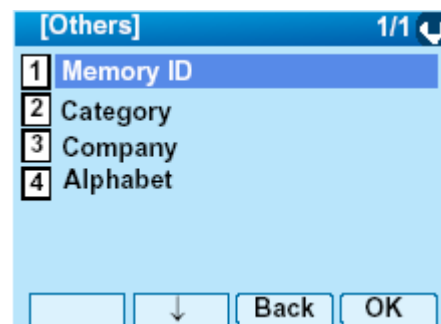 [Others] 1/1
1 Memory ID
2 Category
3 Company
4 Alphabet
↓ Back OK